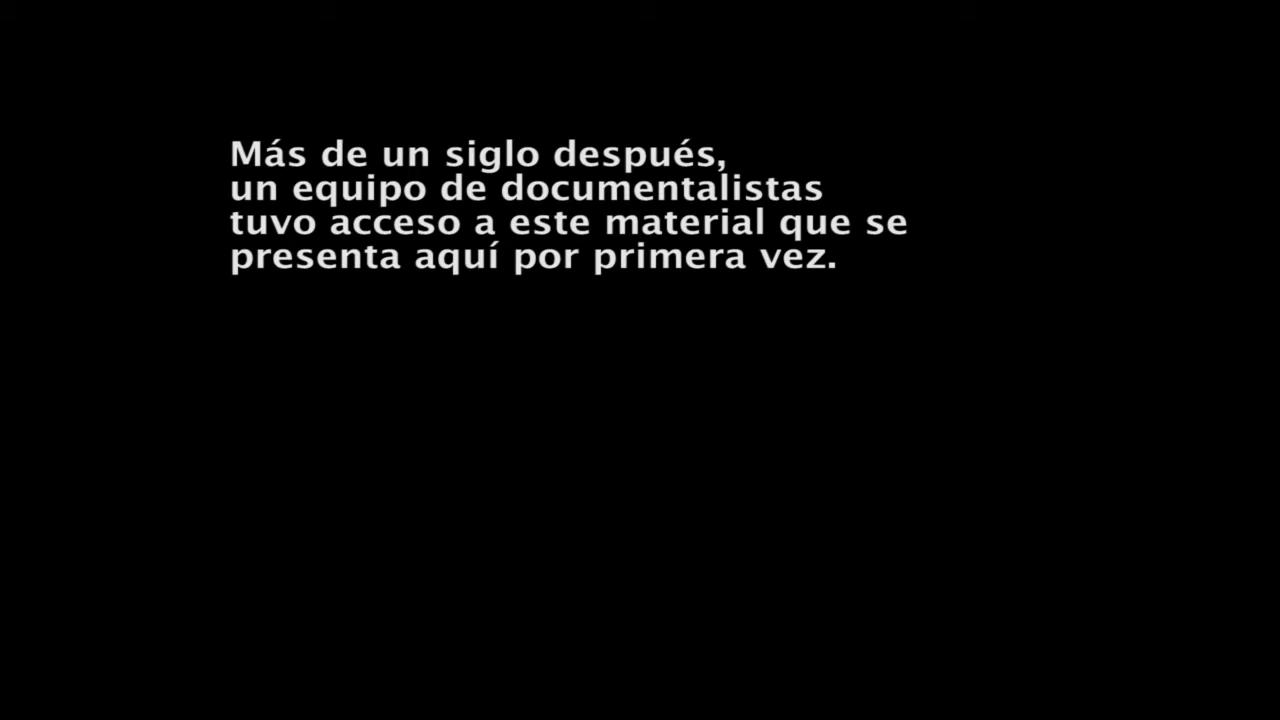 Más de un siglo después,
un equipo de documentalistas
tuvo acceso a este material que se
presenta aquí por primera vez.